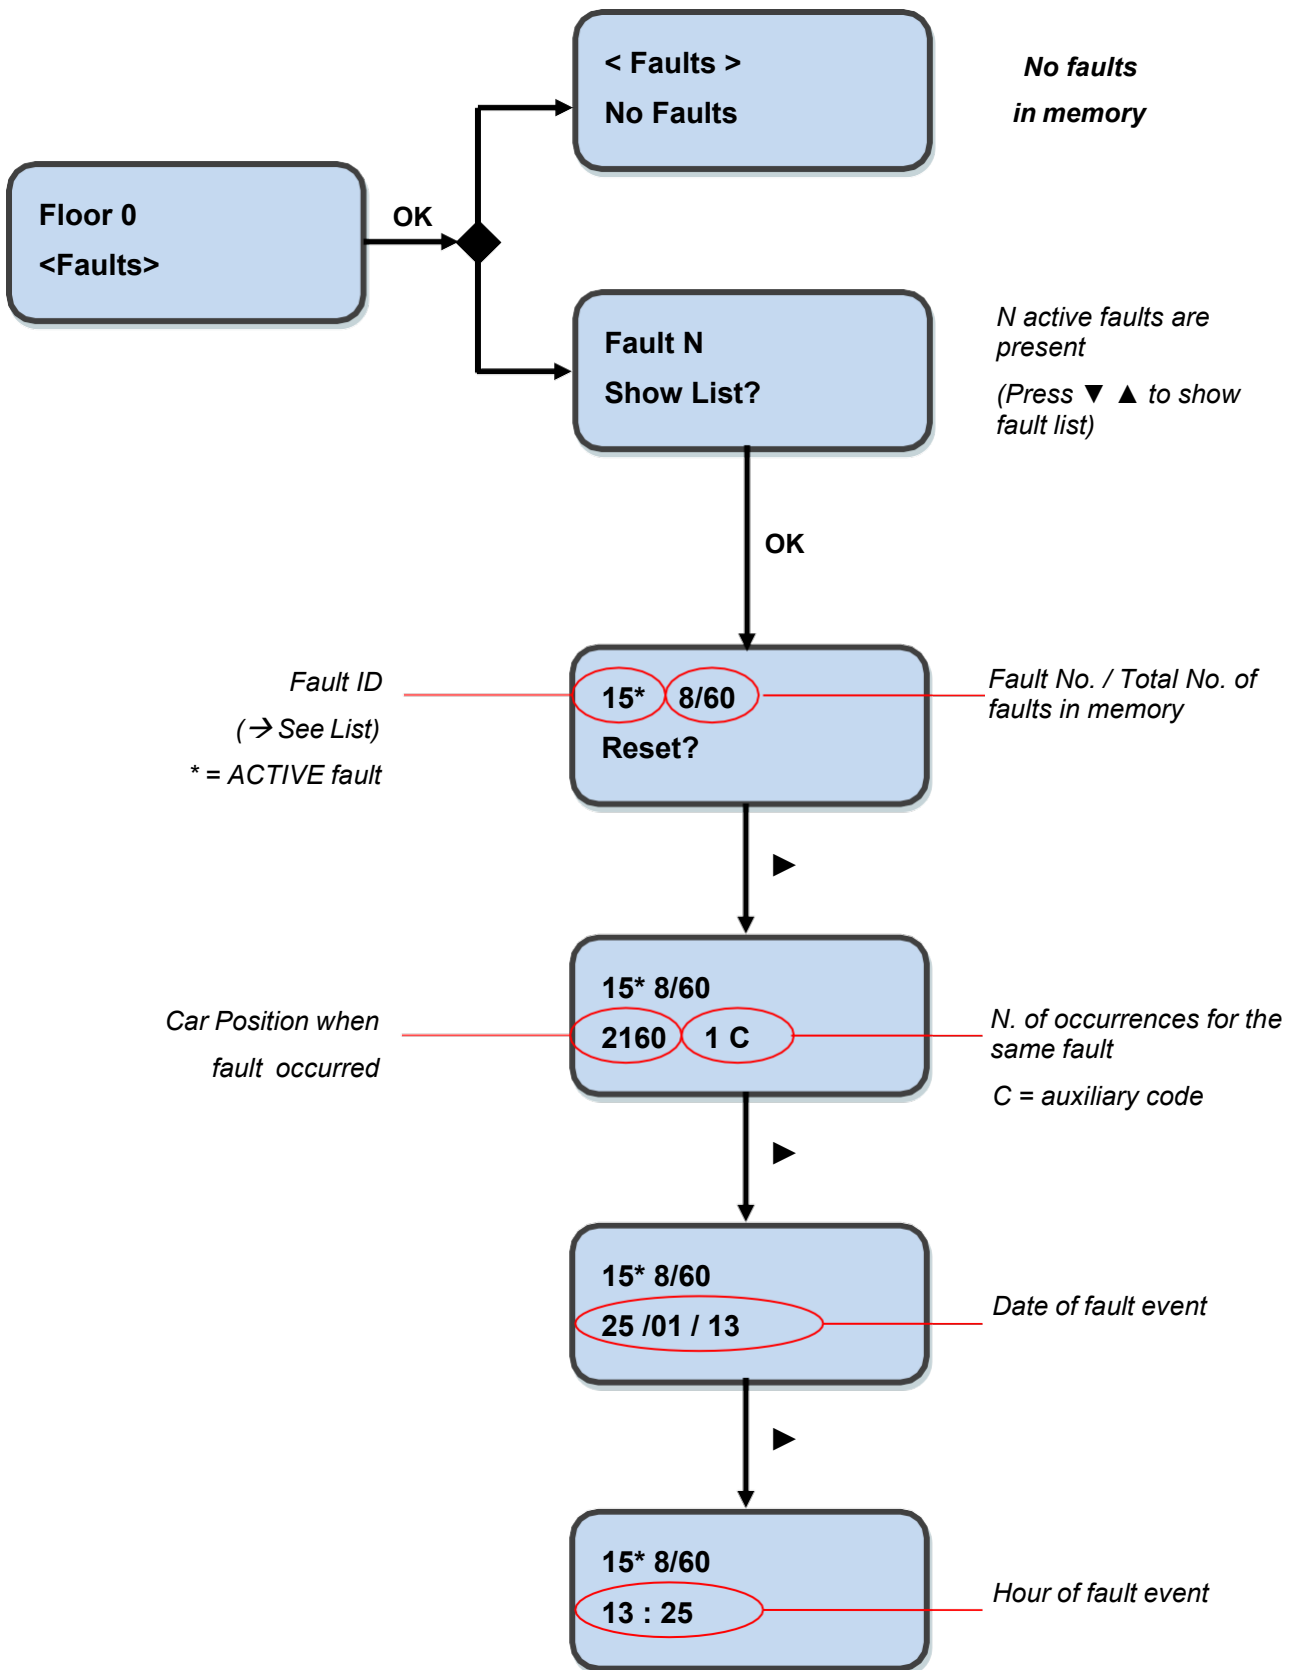 < Faults >
No Faults
No faults
in memory
Floor 0
<Faults>
OK
Fault N
Show List?
N active faults are
present
(Press ▼ ▲ to show
fault list)
OK
Fault ID
(→ See List)
* = ACTIVE fault
15* 8/60
Reset?
Fault No. / Total No. of
faults in memory
►
Car Position when
fault occurred
15* 8/60
2160 1 C
N. of occurrences for the
same fault
C = auxiliary code
►
15* 8/60
25 /01 / 13
Date of fault event
►
15* 8/60
13 : 25
Hour of fault event